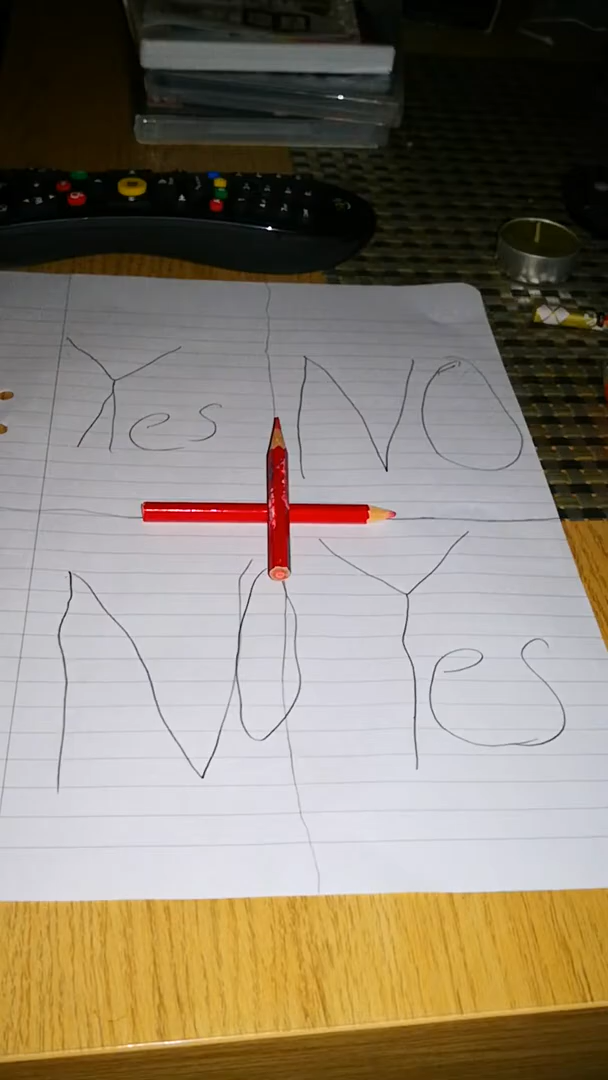 Yes NO
NO Yes